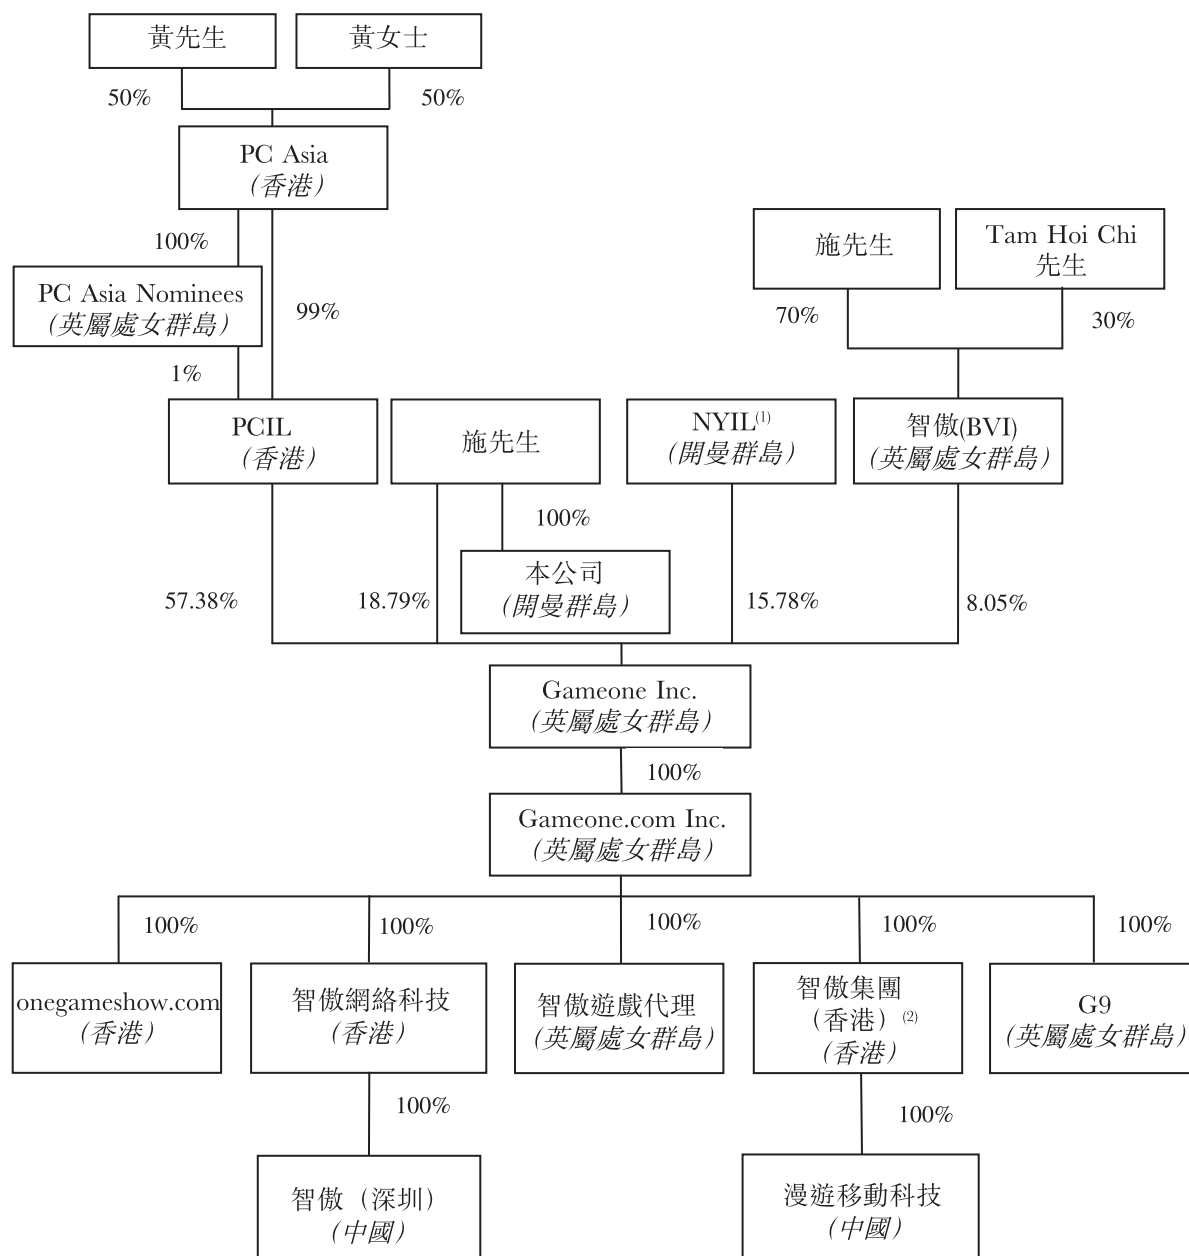 黃先生
黃女士
50%
50%
PC Asia
（香港）
100%
施先生
Tam Hoi Chi
先生
PC Asia Nominees
（英屬處女群島）
99%
70%
30%
1%
PCIL
（香港）
施先生
NYIL(1)
（開曼群島）
智傲(BVI)
（英屬處女群島）
100%
本公司
（開曼群島）
57.38%
18.79%
15.78%
8.05%
Gameone Inc.
（英屬處女群島）
100%
Gameone.com Inc.
（英屬處女群島）
100%
100%
100%
100%
100%
onegameshow.com
（香港）
智傲網絡科技
（香港）
智傲遊戲代理
（英屬處女群島）
智傲集團
（香港）(2)
（香港）
G9
（英屬處女群島）
100%
100%
智傲（深圳）
（中國）
漫遊移動科技
（中國）